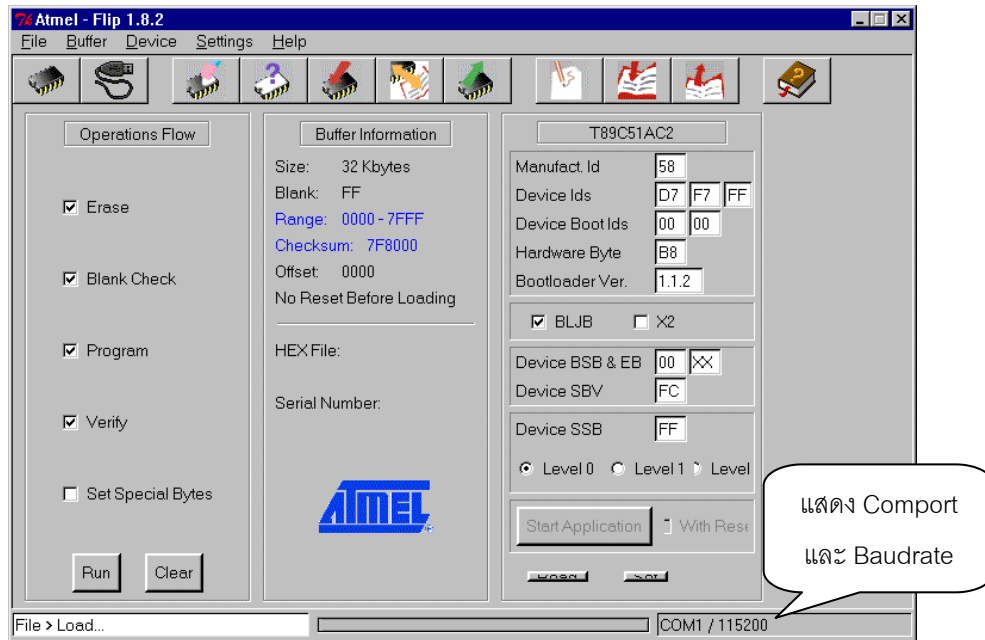 Atmel - Flip 1.8.2
File Buffer Device Settings Help
Operations Flow
Erase
Blank Check
Program
Verify
Set Special Bytes
Run Clear
Buffer Information
Size: 32 Kbytes
Blank: FF
Range: 0000 - 7FFF
Checksum: 7F8000
Offset: 0000
No Reset Before Loading
HEX File:
Serial Number:
ATMEL
T89C51AC2
Manufact. Id 58
Device Ids D7 F7 FF
Device Boot Ids 00 00
Hardware Byte B8
Bootloader Ver. 1.1.2
BLJB X2
Device BSB & EB 00 XX
Device SBV FC
Device SSB FF
Level 0 Level 1 Level
Start Application With Rese
แสดง Comport
และ Baudrate
File > Load...
COM1 / 115200